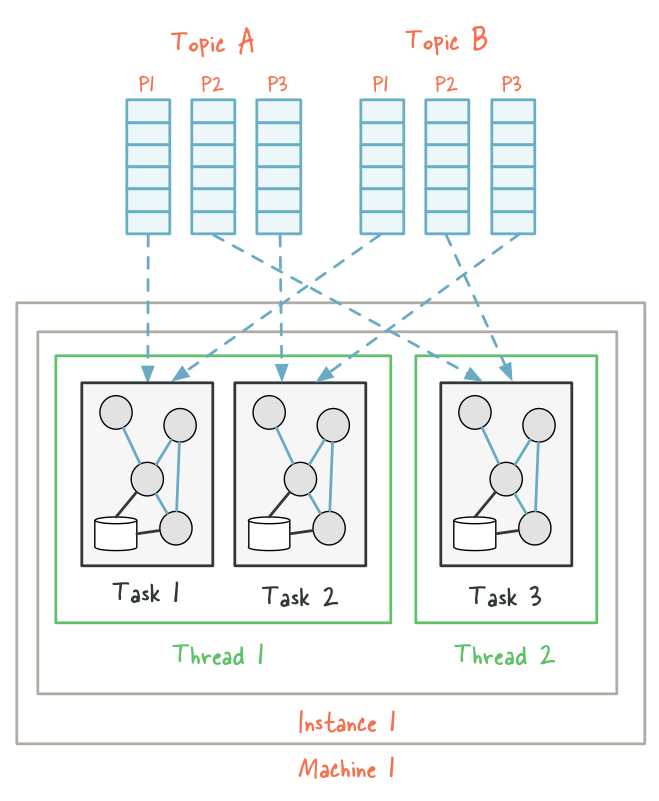 Topic A
Topic B
P1 P2 P3 P1 P2 P3
Task 1 Task 2 Task 3
Thread 1 Thread 2
Instance 1
Machine 1